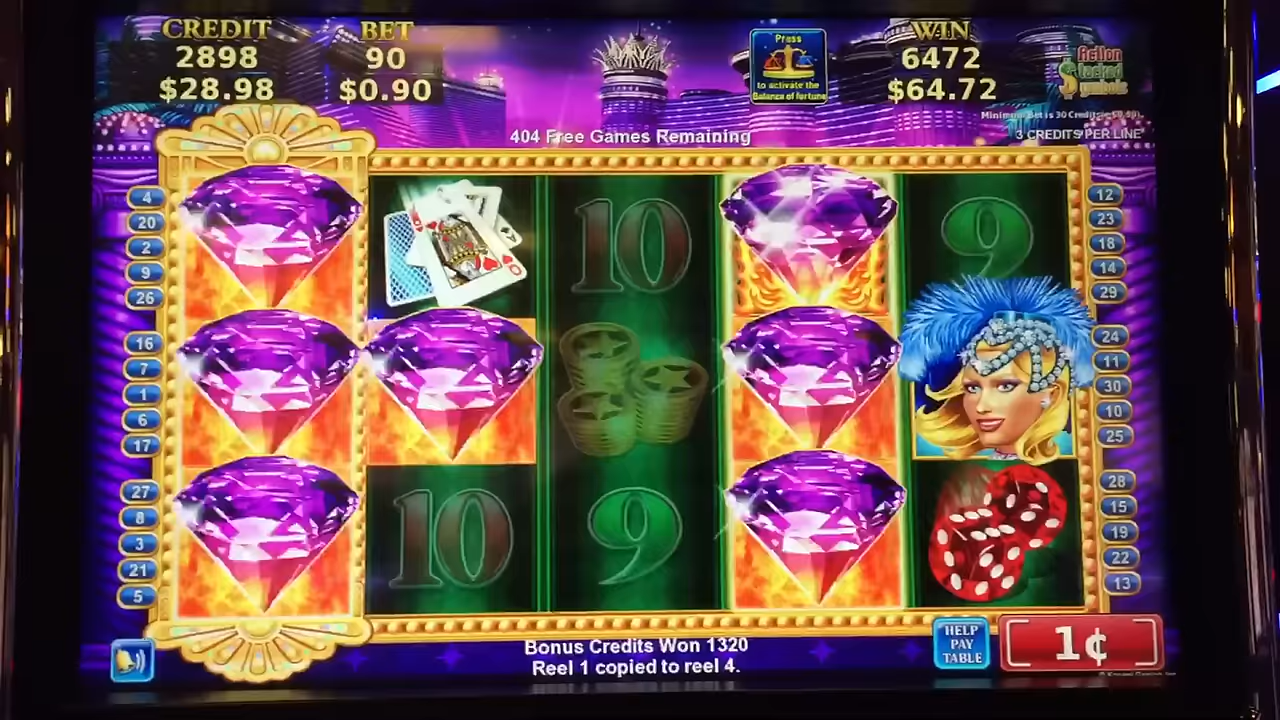 CREDIT
2898
$28.98
BET
90
$0.90
Press
to activate the
Balance of fortune
WIN
6472
$64.72
Action
Stacked
Symbols
404 Free Games Remaining
3 CREDITS PER LINE
4
20
2
9
26
16
7
1
6
17
27
8
3
21
5
10
9
Q
10
9
12
23
18
14
29
24
11
30
10
25
28
15
19
22
13
Bonus Credits Won 1320
Reel 1 copied to reel 4.
HELP
PAY
TABLE
1¢